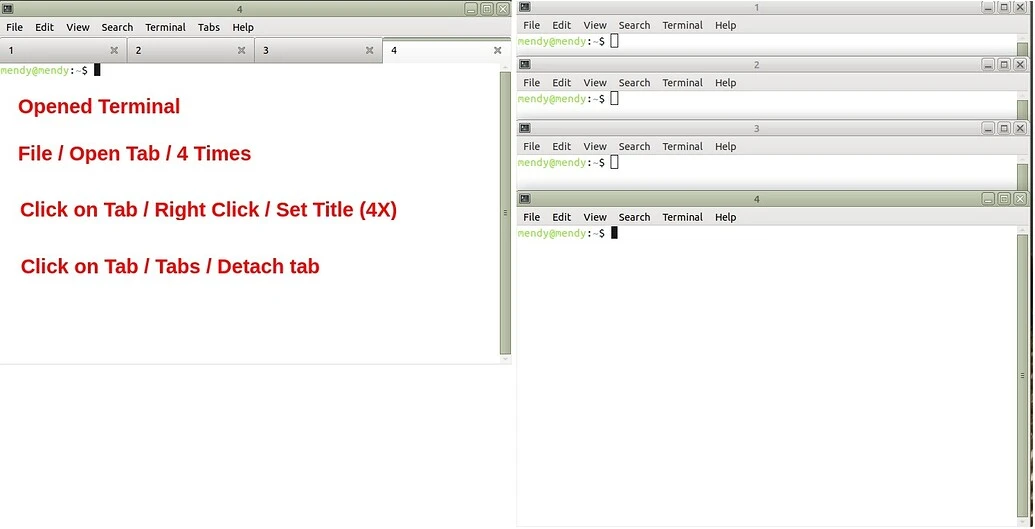 4
File Edit View Search Terminal Tabs Help
1 2 3 4
mendy@mendy:~$
Opened Terminal
File / Open Tab / 4 Times
Click on Tab / Right Click / Set Title (4X)
Click on Tab / Tabs / Detach tab
1
File Edit View Search Terminal Help
mendy@mendy:~$
2
File Edit View Search Terminal Help
mendy@mendy:~$
3
File Edit View Search Terminal Help
mendy@mendy:~$
4
File Edit View Search Terminal Help
mendy@mendy:~$